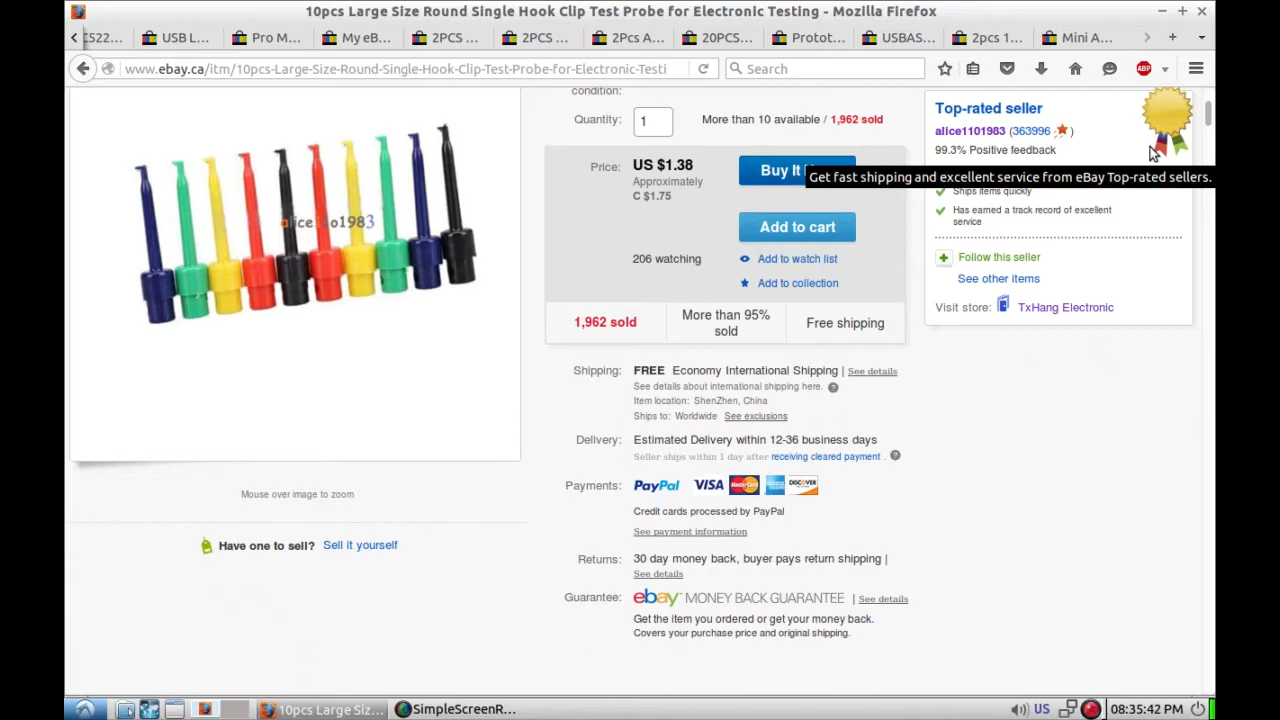 10pcs Large Size Round Single Hook Clip Test Probe for Electronic Testing - Mozilla Firefox
C522... USB L... Pro M... My eB... 2PCS ... 2PCS ... 2Pcs A... 20PCS... Protot... USBAS... 2pcs 1... Mini A...
www.ebay.ca/itm/10pcs-Large-Size-Round-Single-Hook-Clip-Test-Probe-for-Electronic-Testi
Search
ABP
condition:
Quantity: 1 More than 10 available / 1,962 sold
Price: US $1.38
Approximately
C $1.75
Buy It
Add to cart
206 watching
Add to watch list
Add to collection
1,962 sold
More than 95% sold
Free shipping
Shipping: FREE Economy International Shipping | See details
See details about international shipping here. ?
Item location: ShenZhen, China
Ships to: Worldwide See exclusions
Delivery: Estimated Delivery within 12-36 business days
Seller ships within 1 day after receiving cleared payment . ?
Payments: PayPal VISA MasterCard DISCOVER
Credit cards processed by PayPal
See payment information
Returns: 30 day money back, buyer pays return shipping |
See details
Guarantee: ebay MONEY BACK GUARANTEE | See details
Get the item you ordered or get your money back.
Covers your purchase price and original shipping.
Mouse over image to zoom
Have one to sell? Sell it yourself
Top-rated seller
alice1101983 (363996 )
99.3% Positive feedback
Get fast shipping and excellent service from eBay Top-rated sellers.
Ships items quickly
Has earned a track record of excellent
service
Follow this seller
See other items
Visit store: TxHang Electronic
10pcs Large Siz... SimpleScreenR... US 08:35:42 PM